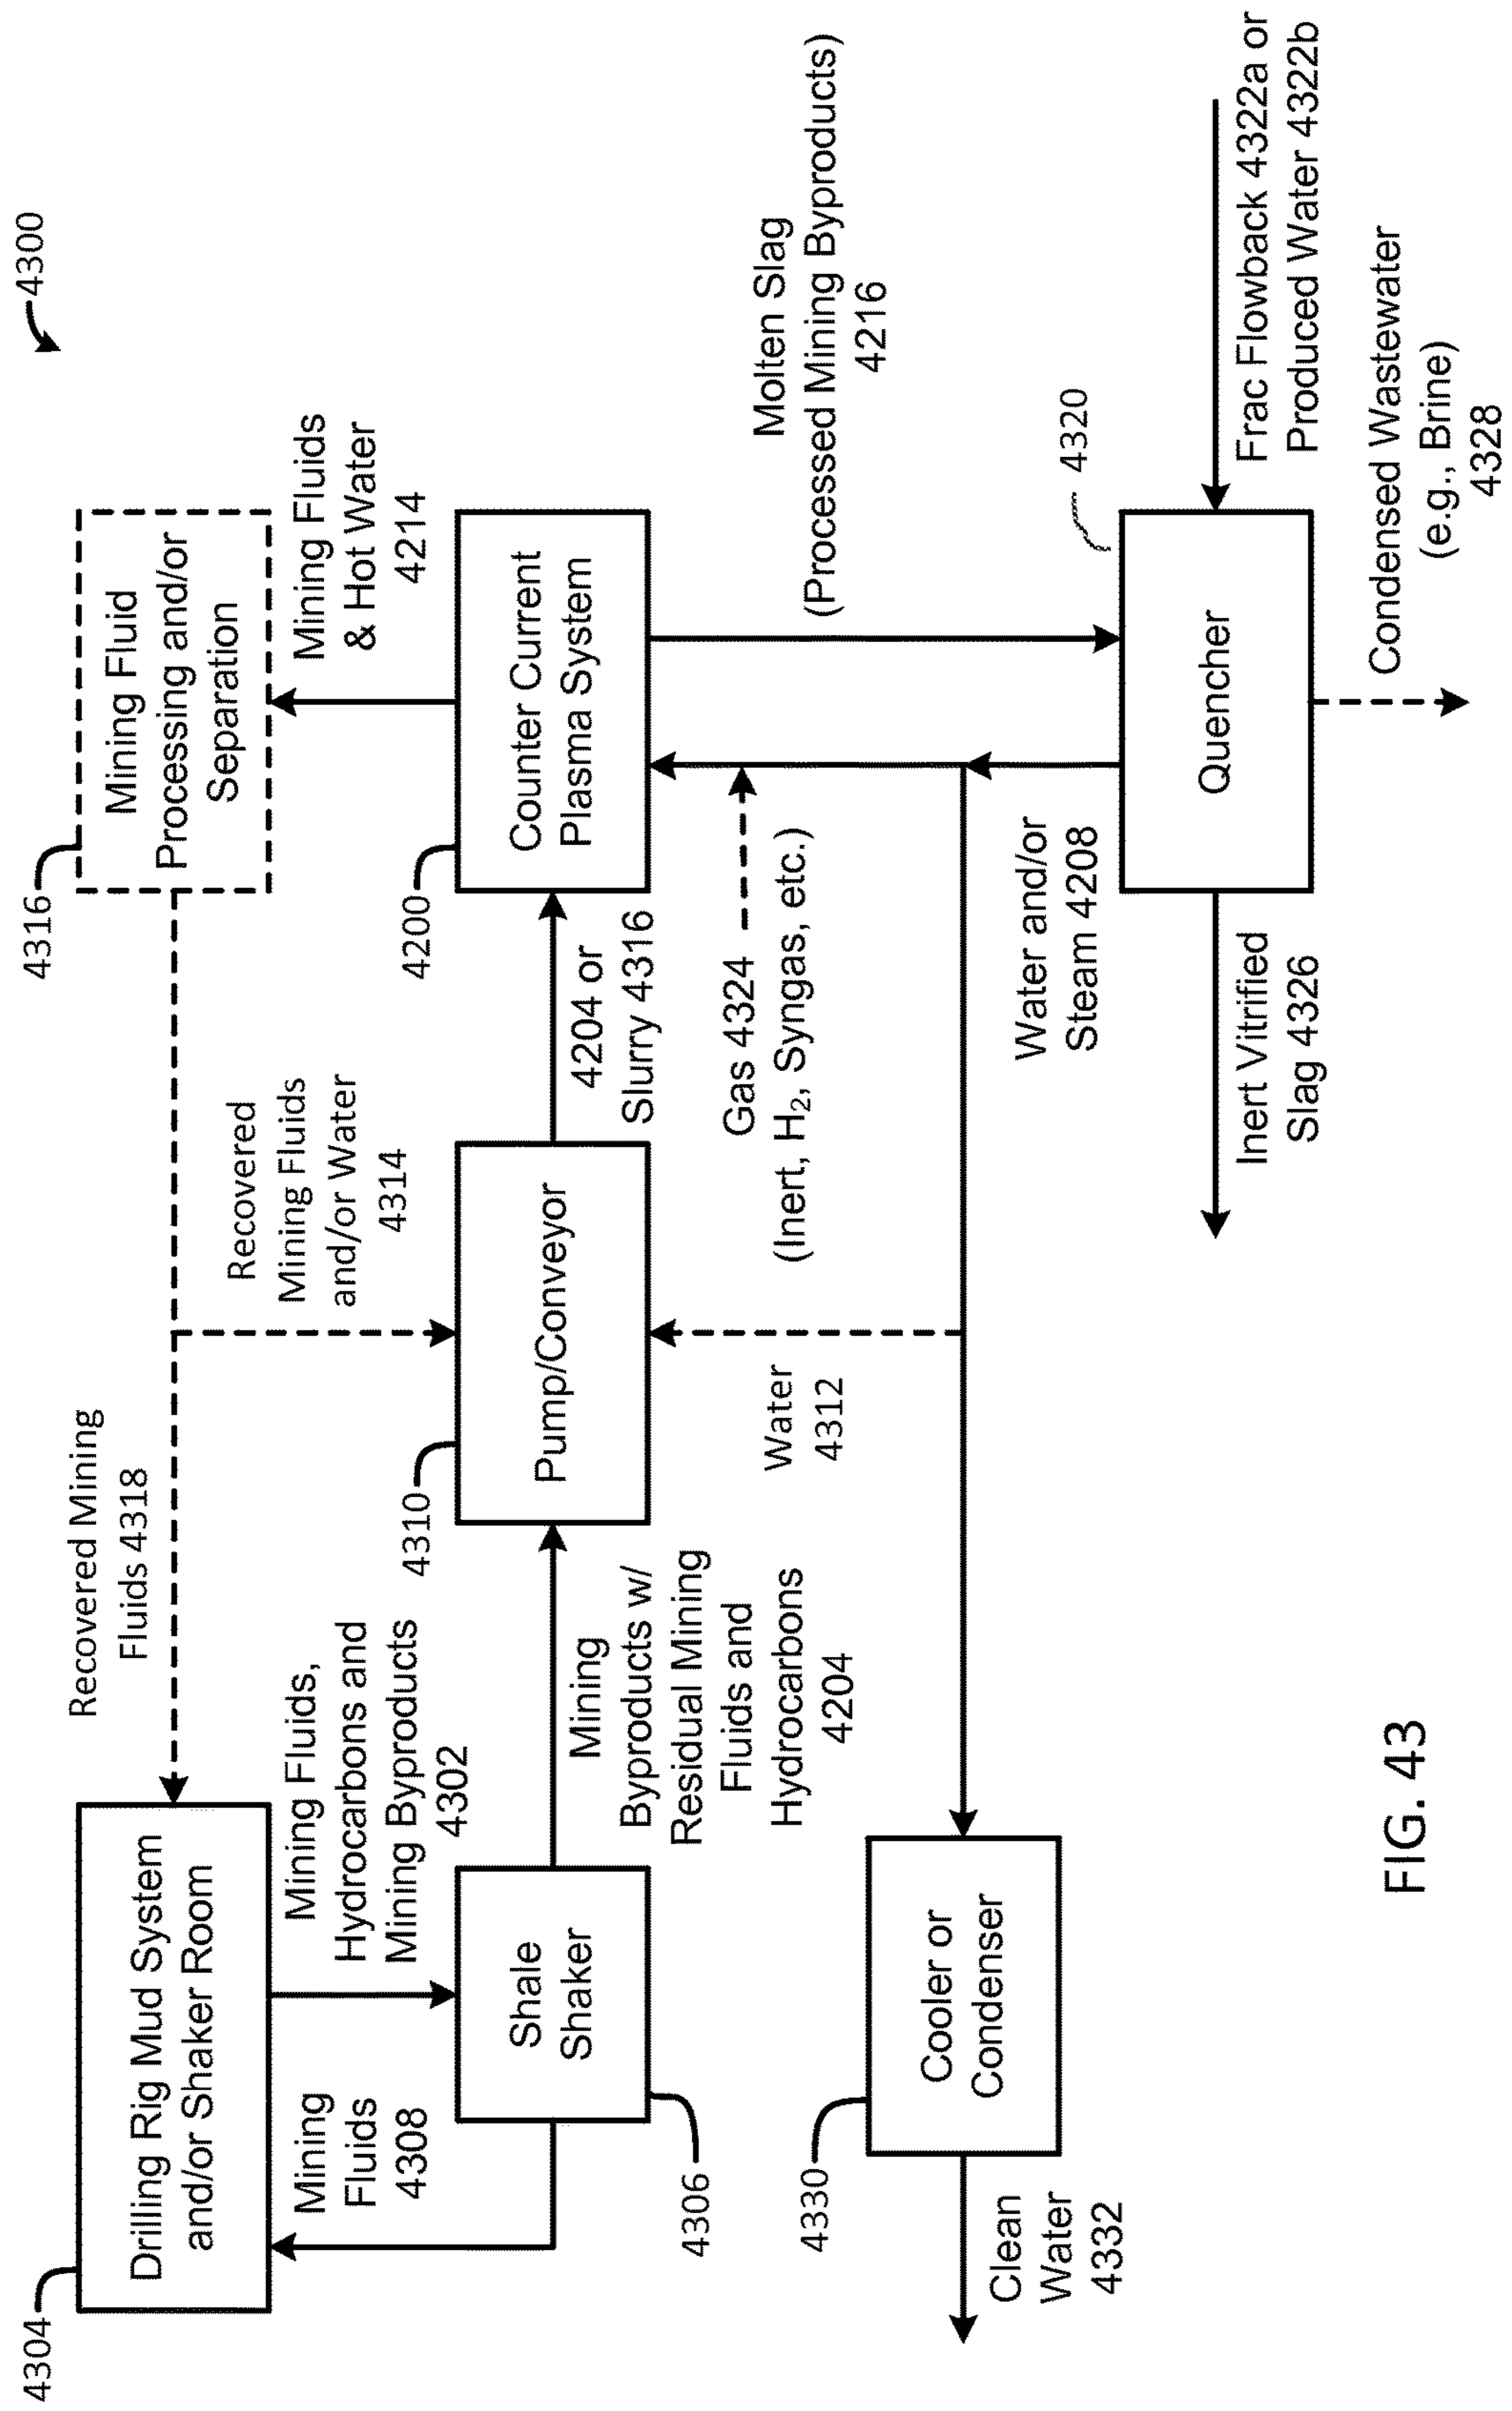 4300
4304
Drilling Rig Mud System
and/or Shaker Room
Recovered Mining
Fluids 4318
4316
Mining Fluid
Processing and/or
Separation
Mining
Fluids
4308
Mining Fluids,
Hydrocarbons and
Mining Byproducts
4302
Recovered
Mining Fluids
and/or Water
4314
Mining Fluids
& Hot Water
4214
Shale
Shaker
4306
Mining
Byproducts w/
Residual Mining
Fluids and
Hydrocarbons
4204
4310
Pump/Conveyor
4204 or
Slurry 4316
4200
Counter Current
Plasma System
Water
4312
Gas 4324
(Inert, H₂, Syngas, etc.)
Molten Slag
(Processed Mining Byproducts)
4216
4330
Cooler or
Condenser
Clean
Water
4332
Water and/or
Steam 4208
4320
Quencher
Inert Vitrified
Slag 4326
Frac Flowback 4322a or
Produced Water 4322b
Condensed Wastewater
(e.g., Brine)
4328
FIG. 43